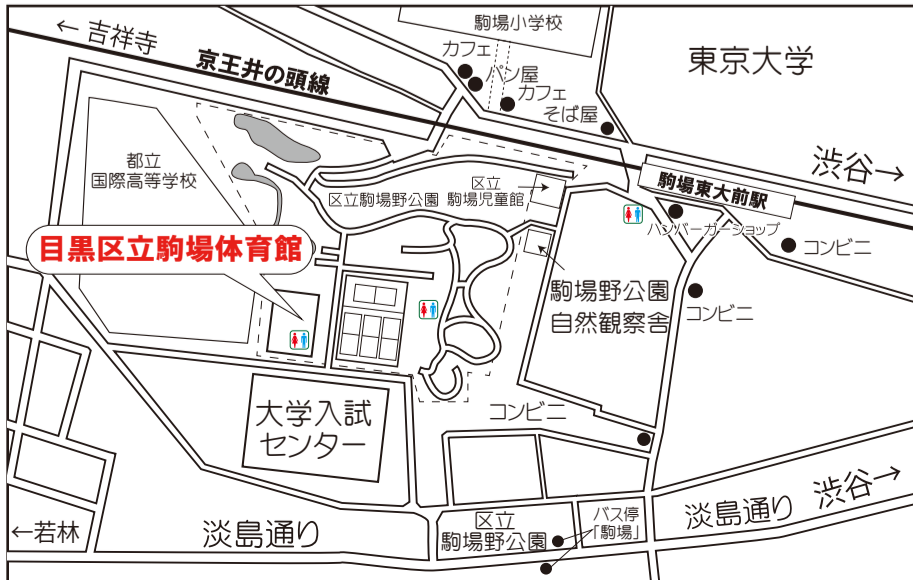 駒場小学校
← 吉祥寺
カフェ
東京大学
京王井の頭線
パン屋
カフェ
そば屋
渋谷→
都立
国際高等学校
区立
駒場児童館
区立駒場野公園
駒場東大前駅
ハンバーガーショップ
目黒区立駒場体育館
コンビニ
駒場野公園
自然観察舎
コンビニ
大学入試
センター
コンビニ
渋谷→
淡島通り
区立
駒場野公園
バス停
「駒場」
淡島通り
←若林